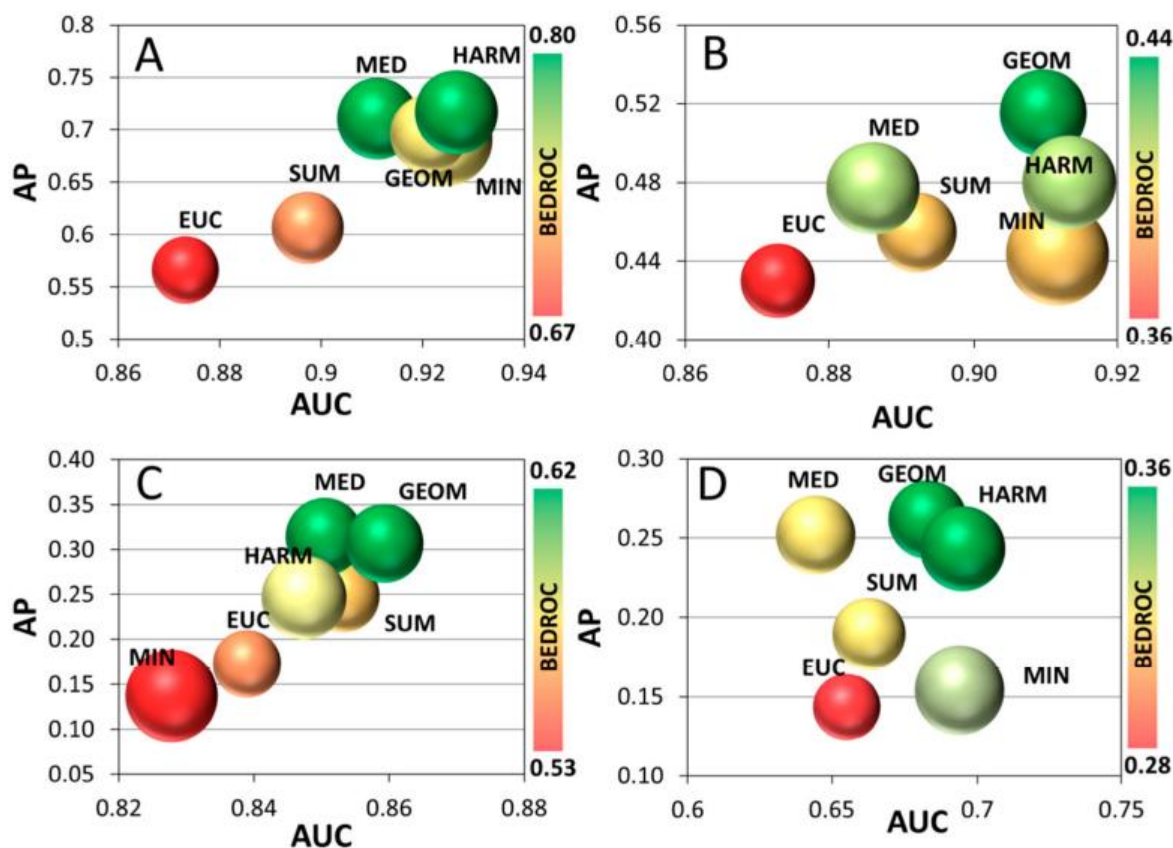 A
0.8
0.75
0.7
0.65
0.6
0.55
0.5
AP
EUC
SUM
MED
HARM
GEOM
MIN
0.86
0.88
0.9
0.92
0.94
AUC
0.80
BEDROC
0.67
B
0.56
0.52
0.48
0.44
0.40
AP
EUC
MED
SUM
GEOM
HARM
MIN
0.86
0.88
0.90
0.92
AUC
0.44
BEDROC
0.36
C
0.40
0.35
0.30
0.25
0.20
0.15
0.10
0.05
AP
MED
GEOM
HARM
EUC
SUM
MIN
0.82
0.84
0.86
0.88
AUC
0.62
BEDROC
0.53
D
0.30
0.25
0.20
0.15
0.10
AP
MED
GEOM
HARM
SUM
EUC
MIN
0.6
0.65
0.7
0.75
AUC
0.36
BEDROC
0.28